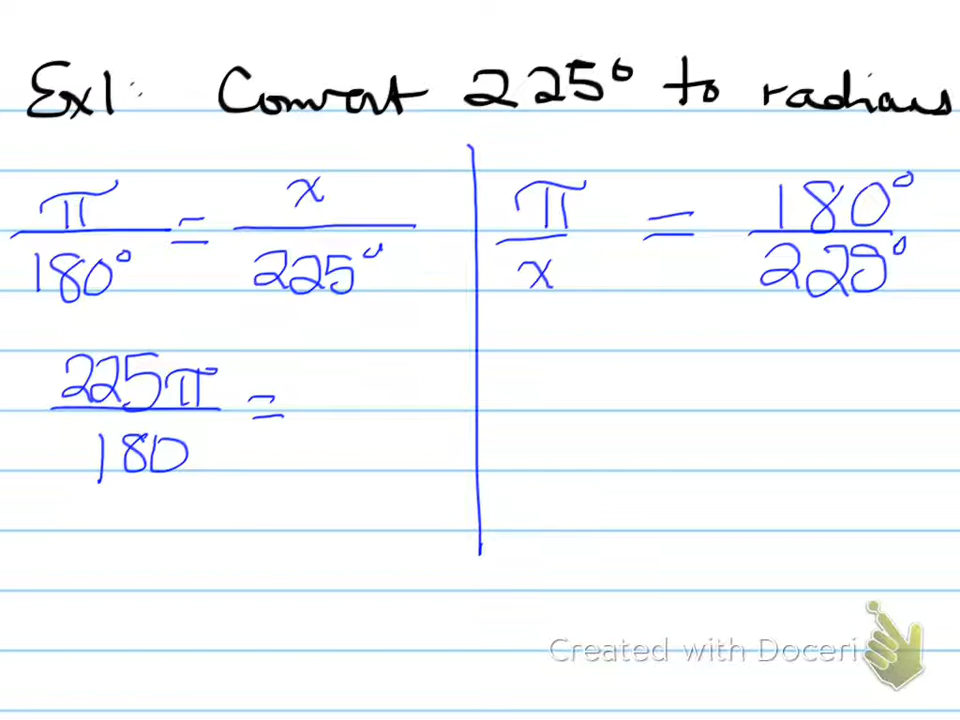 Ex1: Convert 225° to radians
π/180° = x/225°
225π/180 =
π/x = 180°/225°
Created with Doceri